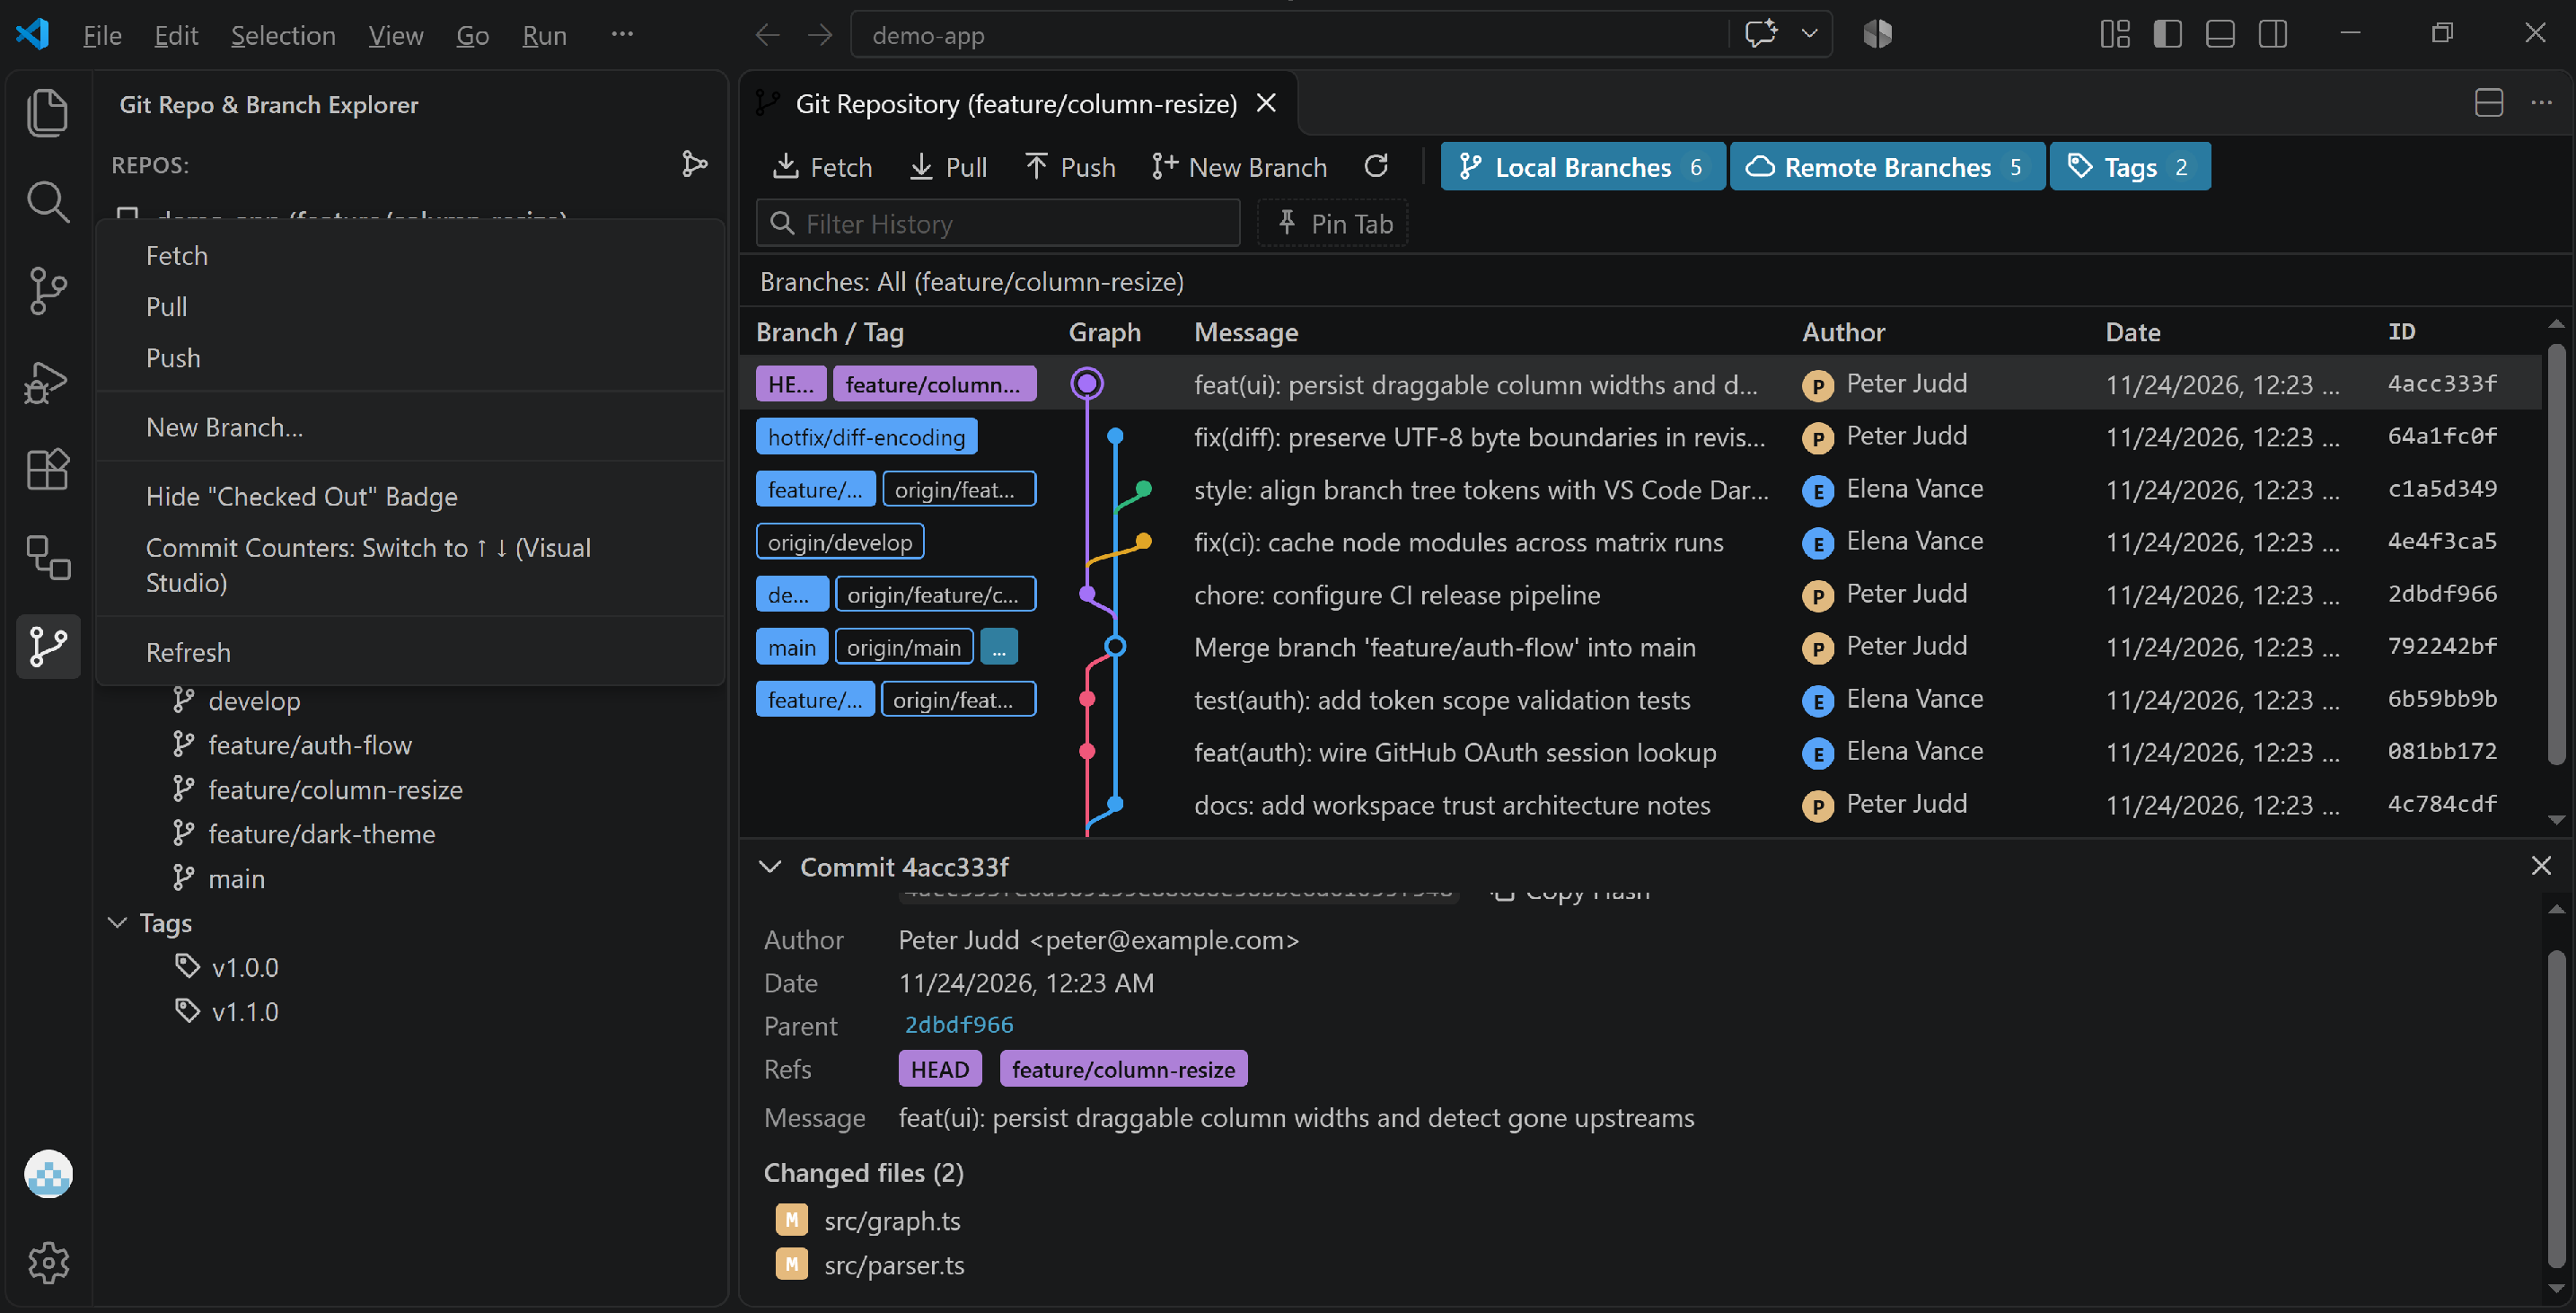 File Edit Selection View Go Run ...
demo-app
Git Repo & Branch Explorer
REPOS:
demo-app (feature/column-resize)
Fetch
Pull
Push
New Branch...
Hide "Checked Out" Badge
Commit Counters: Switch to ↑ ↓ (Visual
Studio)
Refresh
develop
feature/auth-flow
feature/column-resize
feature/dark-theme
main
Tags
v1.0.0
v1.1.0
Git Repository (feature/column-resize)
Fetch Pull Push New Branch Local Branches 6 Remote Branches 5 Tags 2
Filter History Pin Tab
Branches: All (feature/column-resize)
Branch / Tag Graph Message Author Date ID
HE... feature/column... feat(ui): persist draggable column widths and d... P Peter Judd 11/24/2026, 12:23 ... 4acc333f
hotfix/diff-encoding fix(diff): preserve UTF-8 byte boundaries in revis... P Peter Judd 11/24/2026, 12:23 ... 64a1fc0f
feature/... origin/feat... style: align branch tree tokens with VS Code Dar... E Elena Vance 11/24/2026, 12:23 ... c1a5d349
origin/develop fix(ci): cache node modules across matrix runs E Elena Vance 11/24/2026, 12:23 ... 4e4f3ca5
de... origin/feature/c... chore: configure CI release pipeline P Peter Judd 11/24/2026, 12:23 ... 2dbdf966
main origin/main ... Merge branch 'feature/auth-flow' into main P Peter Judd 11/24/2026, 12:23 ... 792242bf
feature/... origin/feat... test(auth): add token scope validation tests E Elena Vance 11/24/2026, 12:23 ... 6b59bb9b
feat(auth): wire GitHub OAuth session lookup E Elena Vance 11/24/2026, 12:23 ... 081bb172
docs: add workspace trust architecture notes P Peter Judd 11/24/2026, 12:23 ... 4c784cdf
Commit 4acc333f
Copy Hash
Author Peter Judd <peter@example.com>
Date 11/24/2026, 12:23 AM
Parent 2dbdf966
Refs HEAD feature/column-resize
Message feat(ui): persist draggable column widths and detect gone upstreams
Changed files (2)
M src/graph.ts
M src/parser.ts